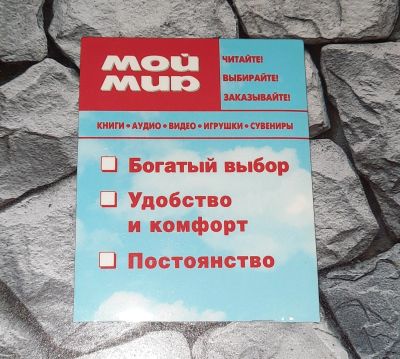 мой
мир
ЧИТАЙТЕ!
ВЫБИРАЙТЕ!
ЗАКАЗЫВАЙТЕ!
КНИГИ • АУДИО • ВИДЕО • ИГРУШКИ • СУВЕНИРЫ
Богатый выбор
Удобство
и комфорт
Постоянство